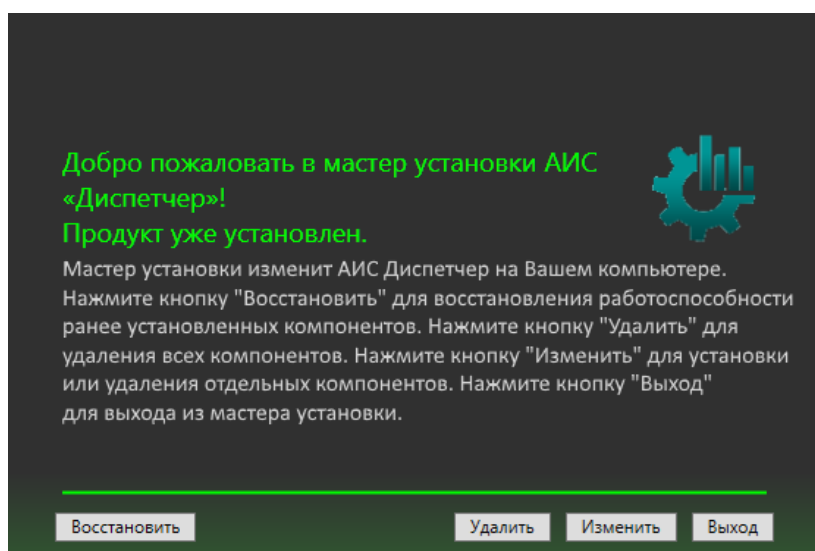 Добро пожаловать в мастер установки АИС
«Диспетчер»!
Продукт уже установлен.
Мастер установки изменит АИС Диспетчер на Вашем компьютере.
Нажмите кнопку "Восстановить" для восстановления работоспособности
ранее установленных компонентов. Нажмите кнопку "Удалить" для
удаления всех компонентов. Нажмите кнопку "Изменить" для установки
или удаления отдельных компонентов. Нажмите кнопку "Выход"
для выхода из мастера установки.
Восстановить Удалить Изменить Выход